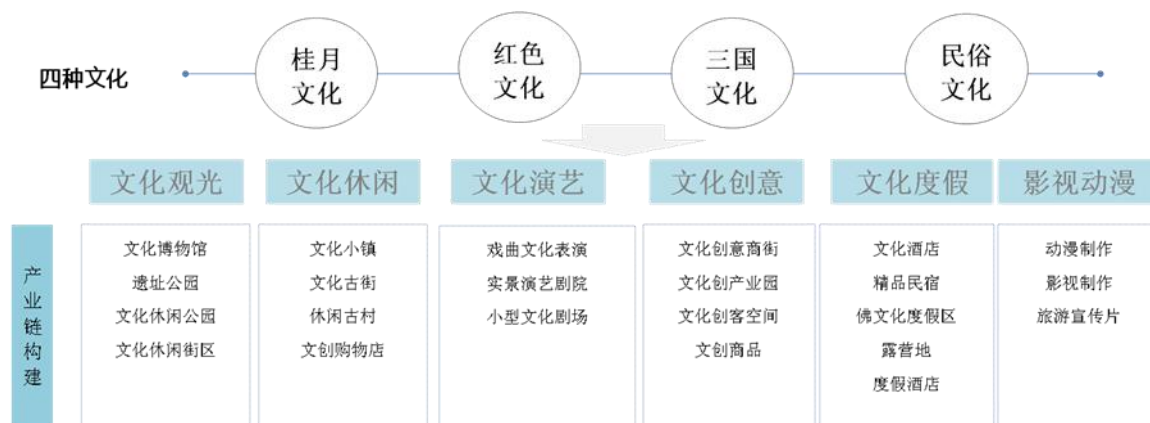 四种文化
桂月
文化
红色
文化
三国
文化
民俗
文化
文化观光
文化休闲
文化演艺
文化创意
文化度假
影视动漫
产业链构建
文化博物馆
遗址公园
文化休闲公园
文化休闲街区
文化小镇
文化古街
休闲古村
文创购物店
戏曲文化表演
实景演艺剧院
小型文化剧场
文化创意商街
文化创产业园
文化创客空间
文创商品
文化酒店
精品民宿
佛文化度假区
露营地
度假酒店
动漫制作
影视制作
旅游宣传片